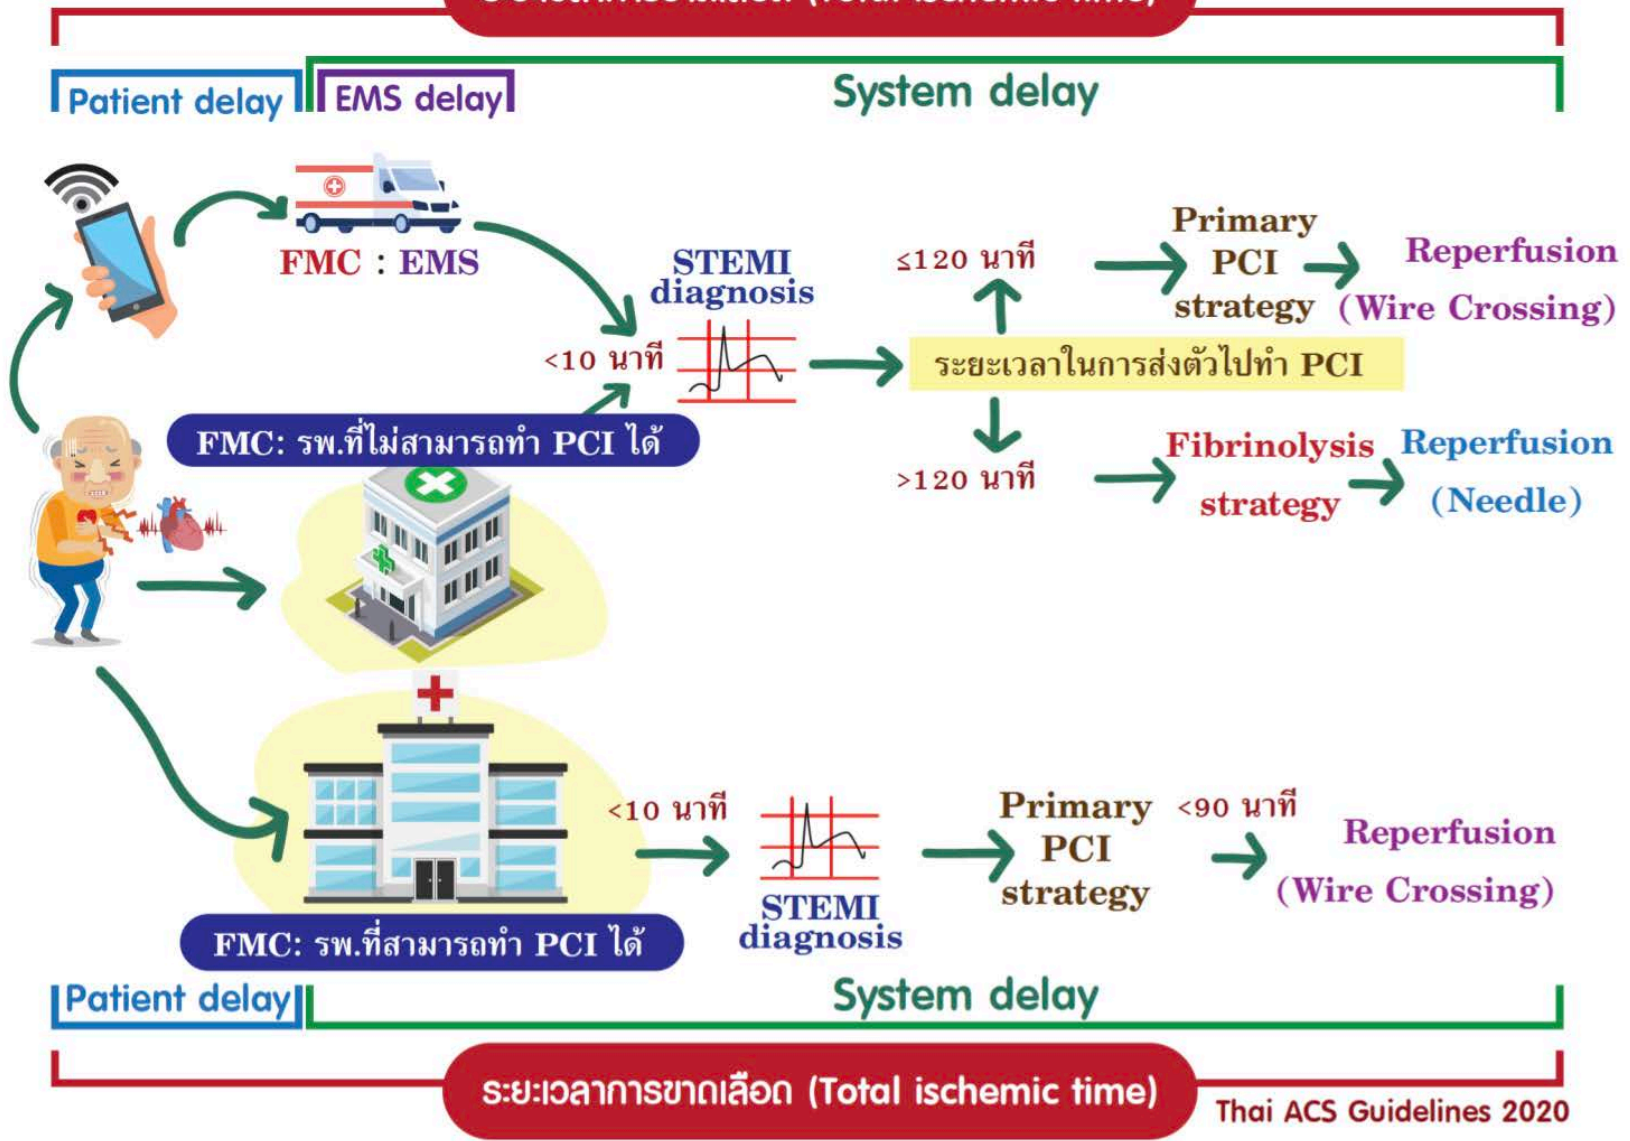 (Total ischemic time)
Patient delay
EMS delay
System delay
FMC : EMS
STEMI
diagnosis
<10 นาที
≤120 นาที
Primary
PCI
strategy
Reperfusion
(Wire Crossing)
ระยะเวลาในการส่งตัวไปทำ PCI
FMC: รพ.ที่ไม่สามารถทำ PCI ได้
>120 นาที
Fibrinolysis
strategy
Reperfusion
(Needle)
<10 นาที
STEMI
diagnosis
Primary
PCI
strategy
<90 นาที
Reperfusion
(Wire Crossing)
FMC: รพ.ที่สามารถทำ PCI ได้
Patient delay
System delay
ระยะเวลาการขาดเลือด (Total ischemic time)
Thai ACS Guidelines 2020